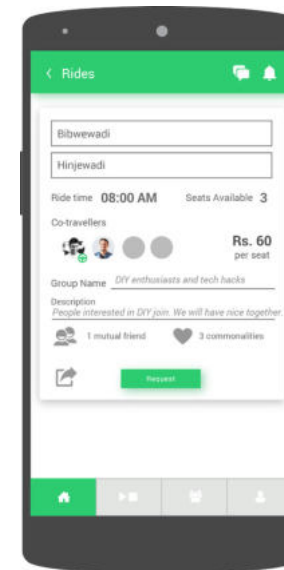 Rides
Bibwewadi
Hinjewadi
Ride time 08:00 AM Seats Available 3
Co-travellers
Rs. 60
per seat
Group Name DIY enthusiasts and tech hacks
Description
People interested in DIY join. We will have nice together.
1 mutual friend 3 commonalities
Request